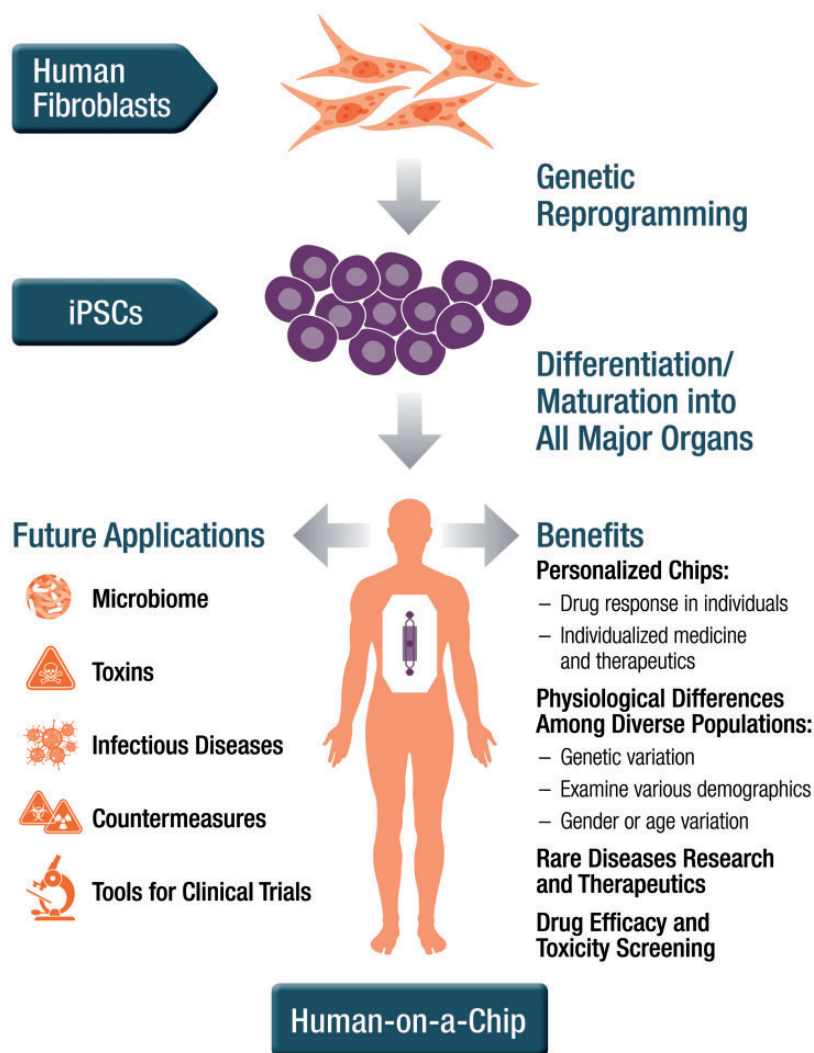 Human
Fibroblasts
Genetic
Reprogramming
iPSCs
Differentiation/
Maturation into
All Major Organs
Future Applications
Microbiome
Toxins
Infectious Diseases
Countermeasures
Tools for Clinical Trials
Benefits
Personalized Chips:
– Drug response in individuals
– Individualized medicine
and therapeutics
Physiological Differences
Among Diverse Populations:
– Genetic variation
– Examine various demographics
– Gender or age variation
Rare Diseases Research
and Therapeutics
Drug Efficacy and
Toxicity Screening
Human-on-a-Chip